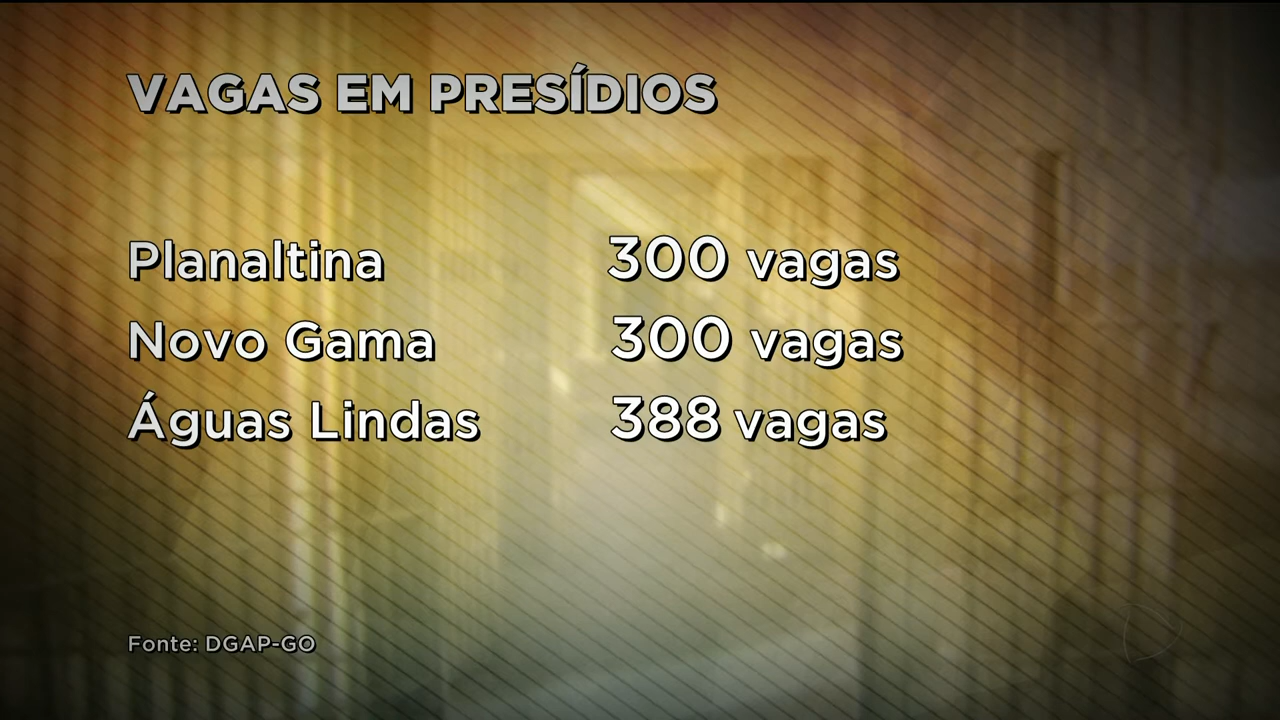 VAGAS EM PRESÍDIOS
Planaltina 300 vagas
Novo Gama 300 vagas
Águas Lindas 388 vagas
Fonte: DGAP-GO